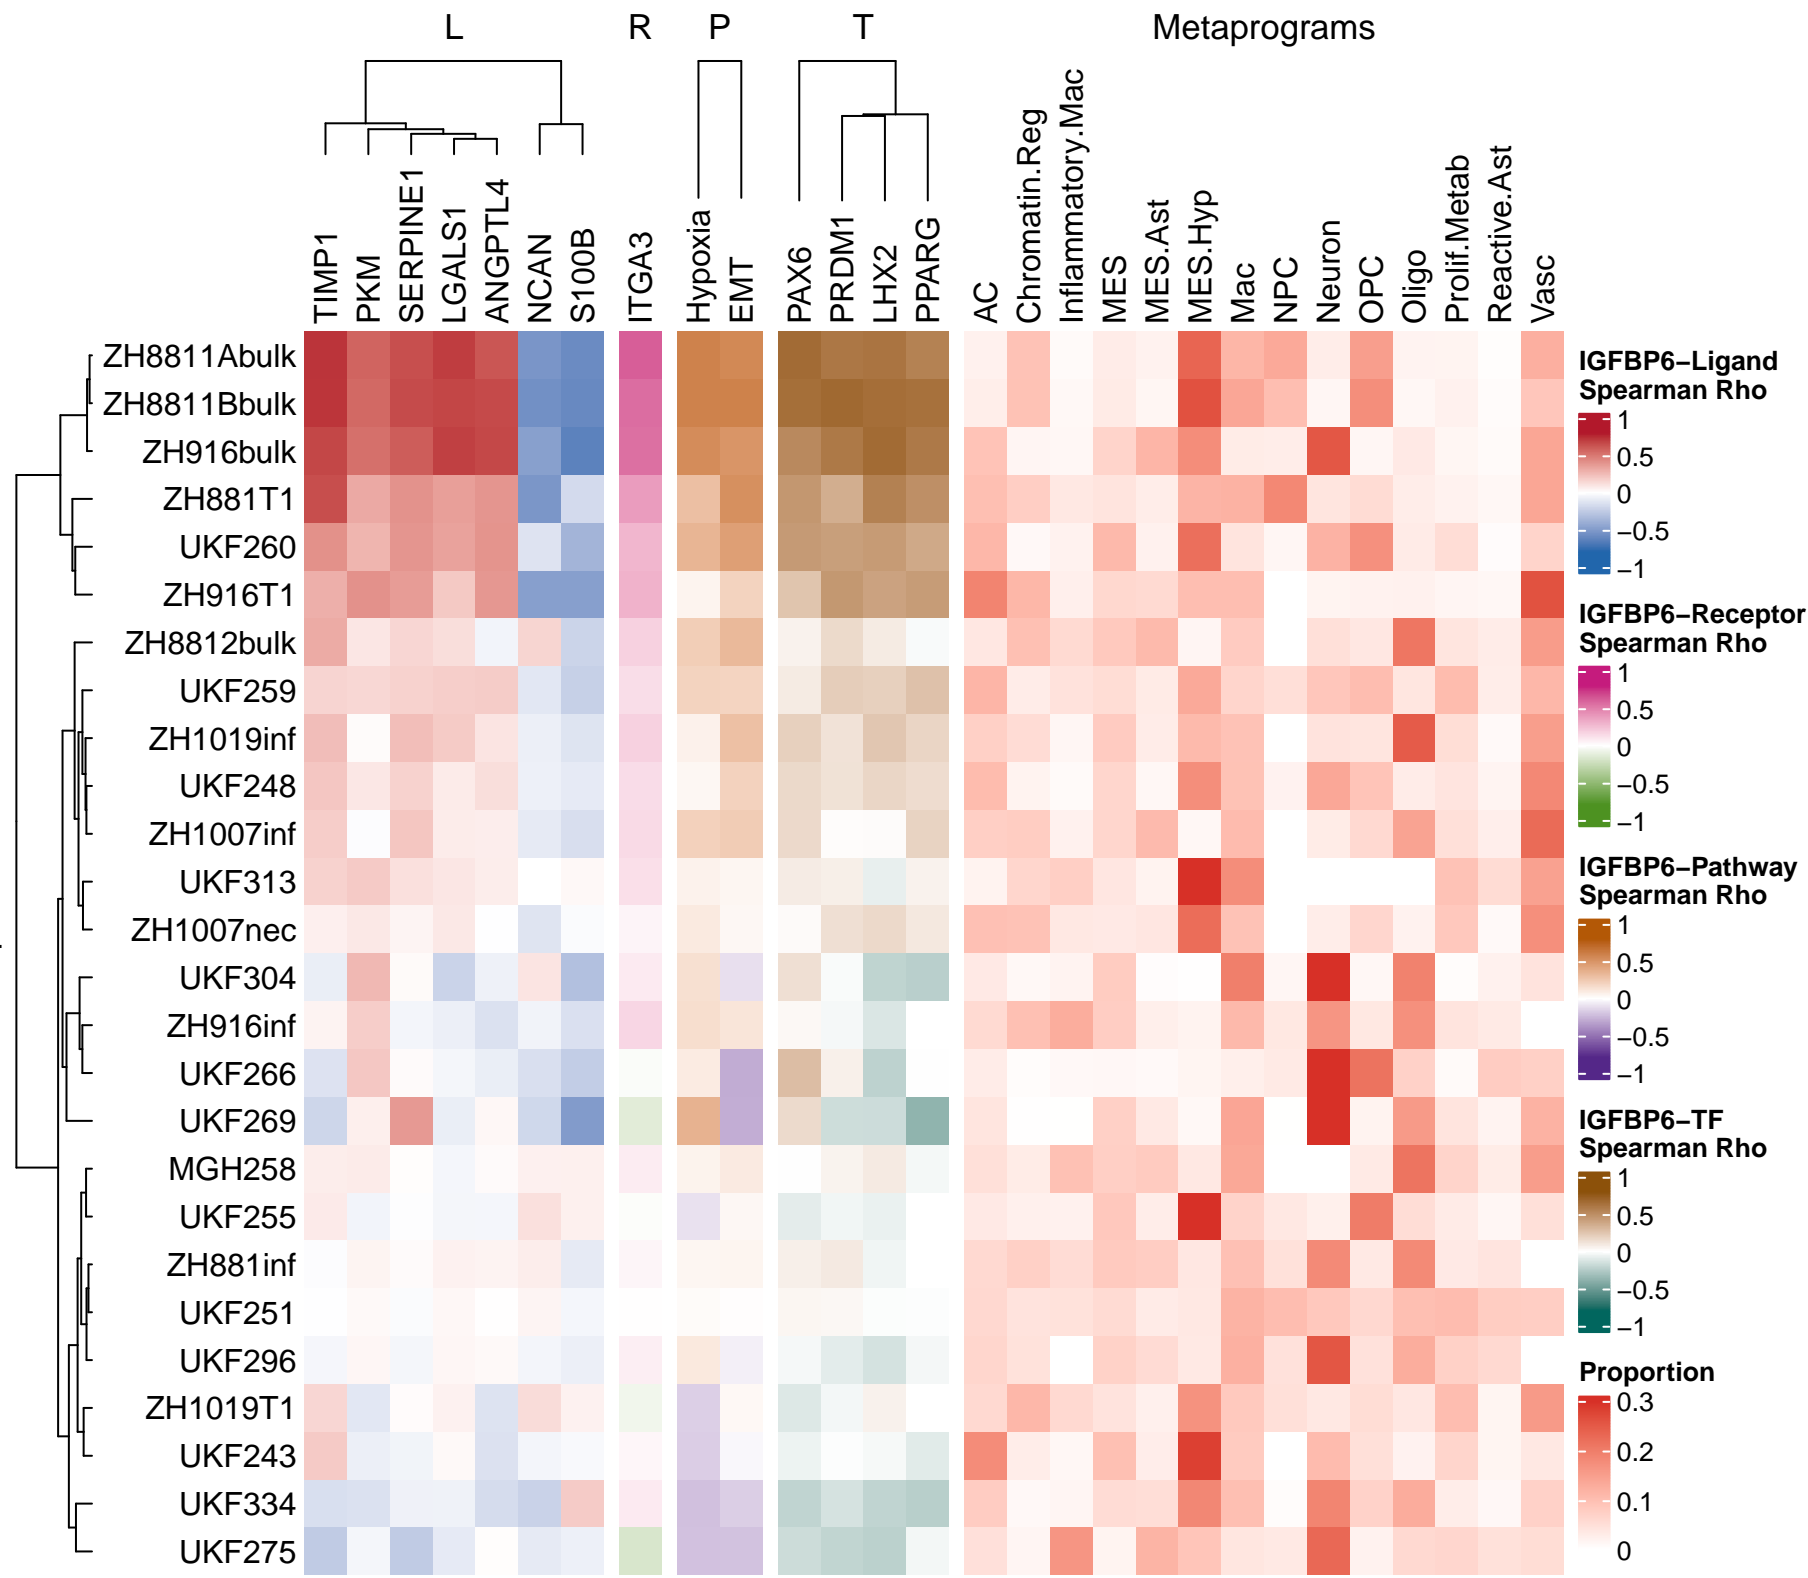 L R P T Metaprograms
TIMP1
PKM
SERPINE1
LGALS1
ANGPTL4
NCAN
S100B
ITGA3
Hypoxia
EMT
PAX6
PRDM1
LHX2
PPARG
AC
Chromatin.Reg
Inflammatory.Mac
MES
MES.Ast
MES.Hyp
Mac
NPC
Neuron
OPC
Oligo
Prolif.Metab
Reactive.Ast
Vasc
ZH8811Abulk
ZH8811Bbulk
ZH916bulk
ZH881T1
UKF260
ZH916T1
ZH8812bulk
UKF259
ZH1019inf
UKF248
ZH1007inf
UKF313
ZH1007nec
UKF304
ZH916inf
UKF266
UKF269
MGH258
UKF255
ZH881inf
UKF251
UKF296
ZH1019T1
UKF243
UKF334
UKF275
IGFBP6−Ligand
Spearman Rho
1
0.5
0
−0.5
−1
IGFBP6−Receptor
Spearman Rho
1
0.5
0
−0.5
−1
IGFBP6−Pathway
Spearman Rho
1
0.5
0
−0.5
−1
IGFBP6−TF
Spearman Rho
1
0.5
0
−0.5
−1
Proportion
0.3
0.2
0.1
0